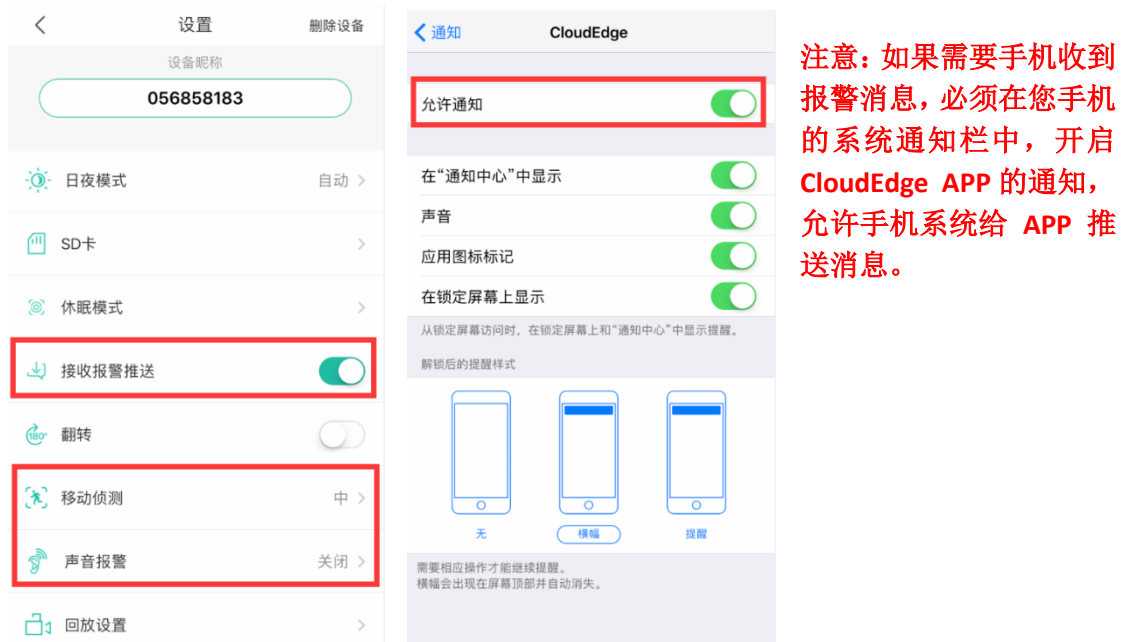 设置
删除设备
设备昵称
056858183
日夜模式
自动
SD卡
休眠模式
接收报警推送
180°
翻转
移动侦测
中
声音报警
关闭
回放设置
通知
CloudEdge
允许通知
在“通知中心”中显示
声音
应用图标标记
在锁定屏幕上显示
从锁定屏幕访问时，在锁定屏幕上和“通知中心”中显示提醒。
解锁后的提醒样式
无
横幅
提醒
需要相应操作才能继续提醒。
横幅会出现在屏幕顶部并自动消失。
注意：如果需要手机收到
报警消息，必须在您手机
的系统通知栏中，开启
CloudEdge APP 的通知，
允许手机系统给 APP 推
送消息。